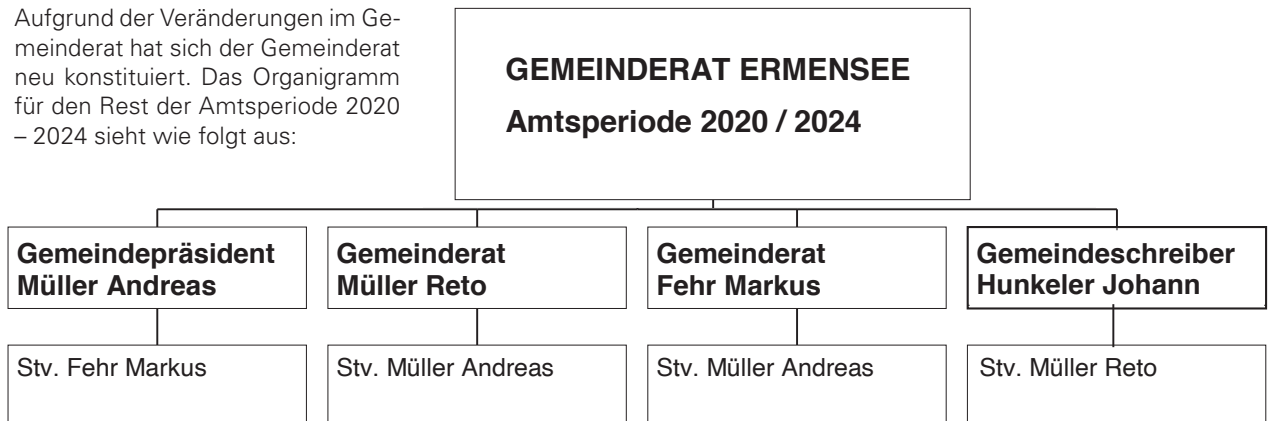 Aufgrund der Veränderungen im Ge-
meinderat hat sich der Gemeinderat
neu konstituiert. Das Organigramm
für den Rest der Amtsperiode 2020
– 2024 sieht wie folgt aus:
GEMEINDERAT ERMENSEE
Amtsperiode 2020 / 2024
Gemeindepräsident
Müller Andreas
Gemeinderat
Müller Reto
Gemeinderat
Fehr Markus
Gemeindeschreiber
Hunkeler Johann
Stv. Fehr Markus
Stv. Müller Andreas
Stv. Müller Andreas
Stv. Müller Reto